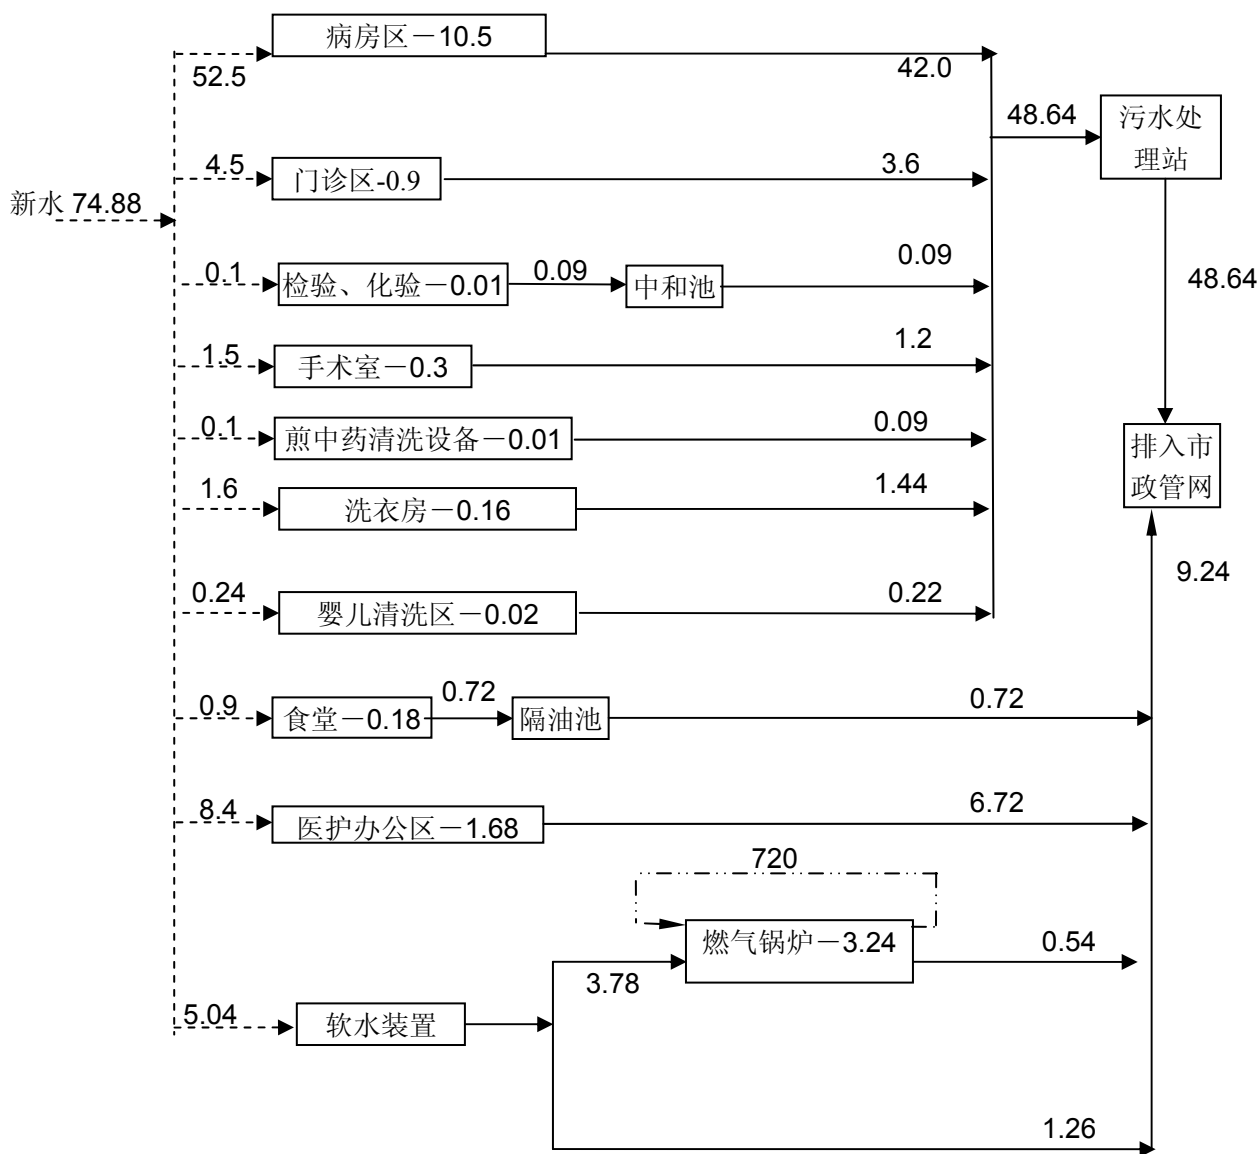 病房区－10.5
52.5
42.0
48.64
污水处
理站
4.5
门诊区-0.9
3.6
新水 74.88
0.1
检验、化验－0.01
0.09
中和池
0.09
48.64
1.5
手术室－0.3
1.2
0.1
煎中药清洗设备－0.01
0.09
排入市
政管网
1.6
洗衣房－0.16
1.44
9.24
0.24
婴儿清洗区－0.02
0.22
0.9
食堂－0.18
0.72
隔油池
0.72
8.4
医护办公区－1.68
6.72
720
燃气锅炉－3.24
0.54
3.78
5.04
软水装置
1.26